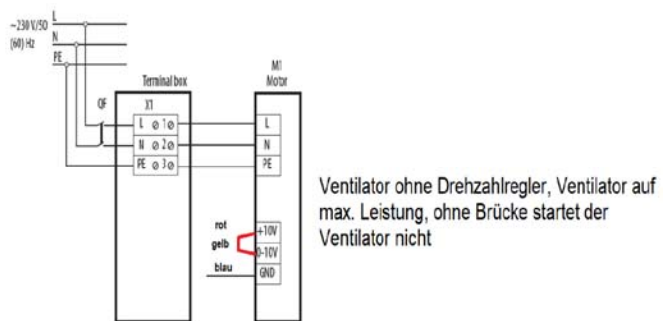 ~230 V/50
(60) Hz
L
N
PE
Terminal box
M1
Motor
QF
X1
L 1
N 2
PE 3
L
N
PE
rot
gelb
blau
+10V
0-10V
GND
Ventilator ohne Drehzahlregler, Ventilator auf
max. Leistung, ohne Brücke startet der
Ventilator nicht